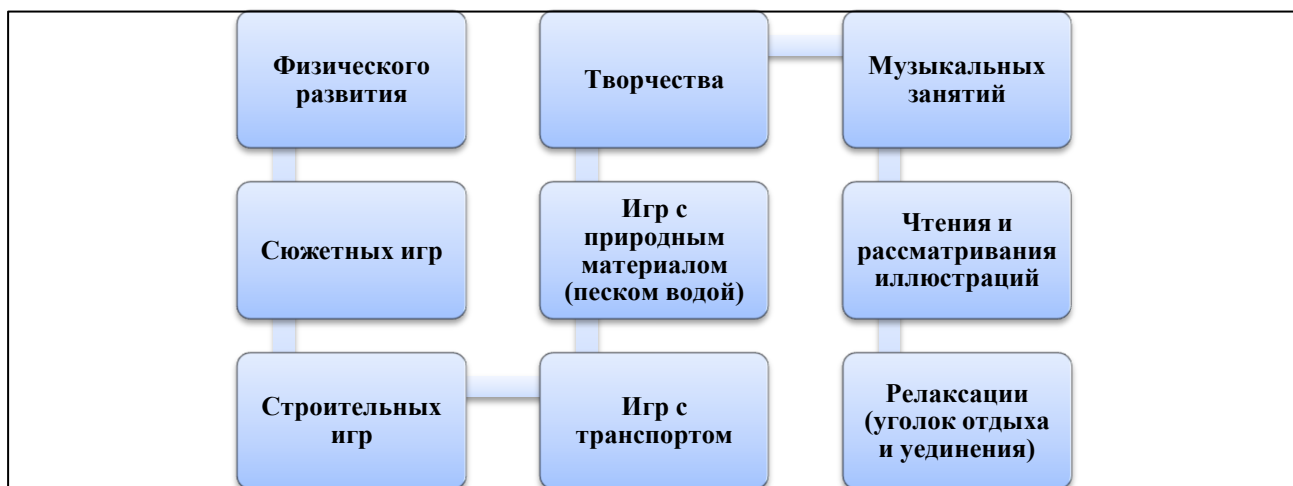 Физического
развития
Сюжетных игр
Строительных
игр
Игр с
транспортом
Игр с
природным
материалом
(песком водой)
Творчества
Музыкальных
занятий
Чтения и
рассматривания
иллюстраций
Релаксации
(уголок отдыха
и уединения)